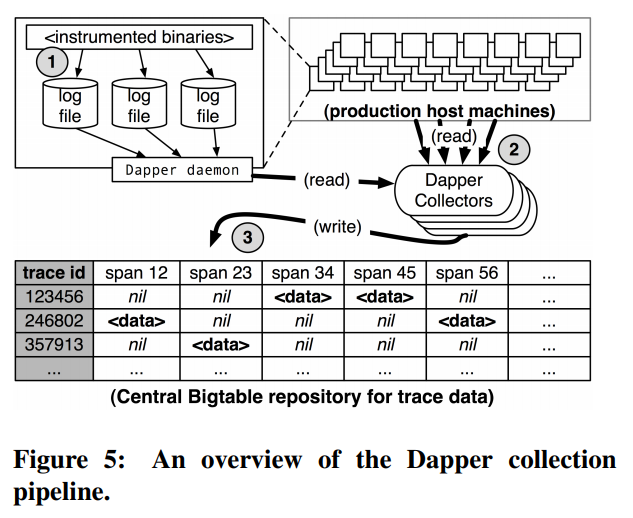 <instrumented binaries>
1
log file
log file
log file
Dapper daemon
(production host machines)
(read)
2
(read)
Dapper Collectors
3
(write)
trace id span 12 span 23 span 34 span 45 span 56 ...
123456 nil nil <data> <data> nil ...
246802 <data> nil nil nil <data> ...
357913 nil <data> nil nil nil ...
... ... ... ... ... ... ...
(Central Bigtable repository for trace data)
Figure 5: An overview of the Dapper collection
pipeline.